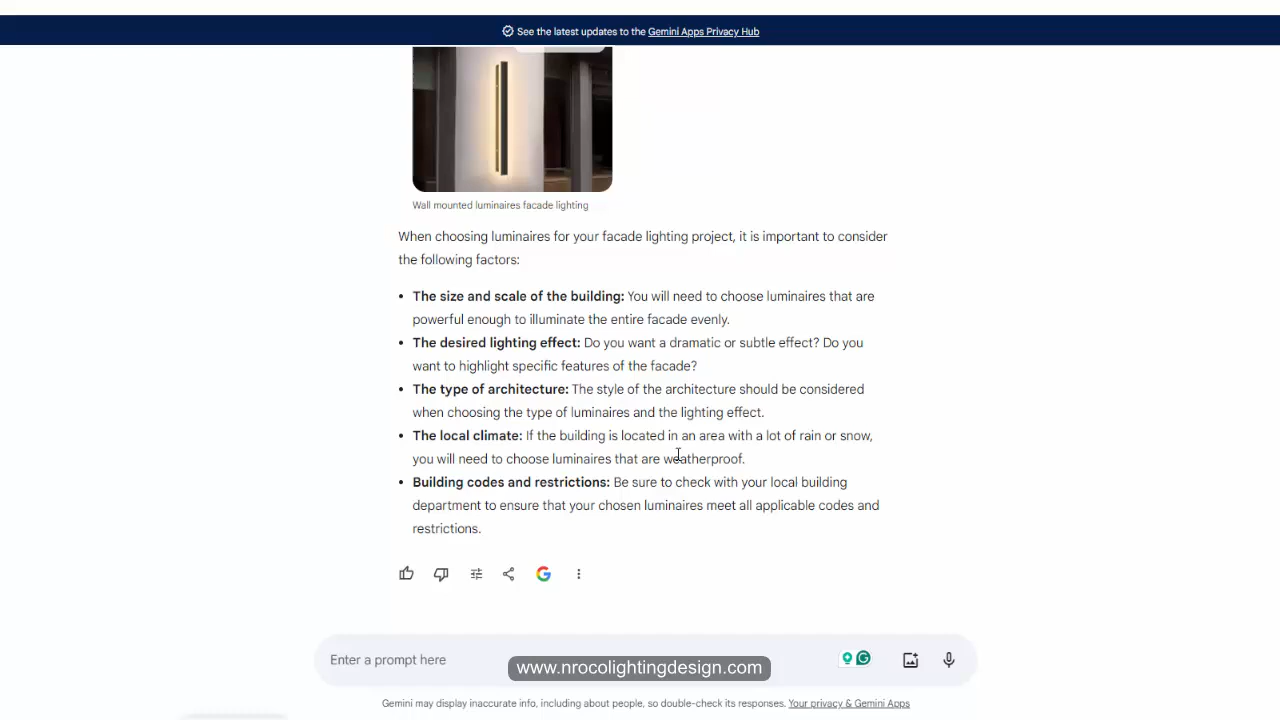 See the latest updates to the Gemini Apps Privacy Hub
Wall mounted luminaires facade lighting
When choosing luminaires for your facade lighting project, it is important to consider
the following factors:
• The size and scale of the building: You will need to choose luminaires that are
powerful enough to illuminate the entire facade evenly.
• The desired lighting effect: Do you want a dramatic or subtle effect? Do you
want to highlight specific features of the facade?
• The type of architecture: The style of the architecture should be considered
when choosing the type of luminaires and the lighting effect.
• The local climate: If the building is located in an area with a lot of rain or snow,
you will need to choose luminaires that are weatherproof.
• Building codes and restrictions: Be sure to check with your local building
department to ensure that your chosen luminaires meet all applicable codes and
restrictions.
Enter a prompt here
www.nrocolightingdesign.com
Gemini may display inaccurate info, including about people, so double-check its responses. Your privacy & Gemini Apps